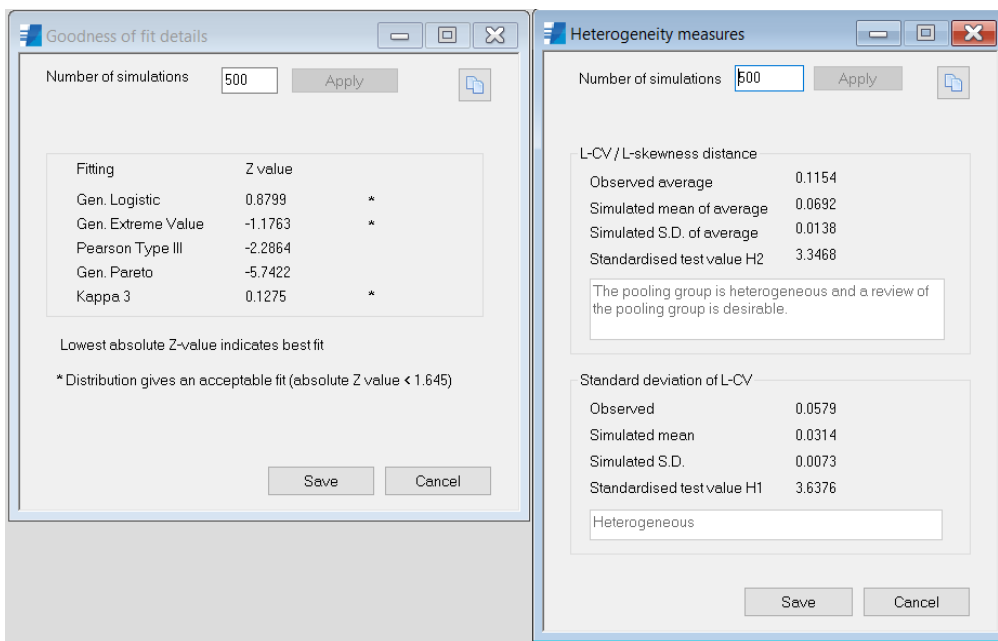 Goodness of fit details
Number of simulations 500 Apply
Fitting Z value
Gen. Logistic 0.8799 *
Gen. Extreme Value -1.1763 *
Pearson Type III -2.2864
Gen. Pareto -5.7422
Kappa 3 0.1275 *
Lowest absolute Z-value indicates best fit
* Distribution gives an acceptable fit (absolute Z value < 1.645)
Save Cancel
Heterogeneity measures
Number of simulations 500 Apply
L-CV / L-skewness distance
Observed average 0.1154
Simulated mean of average 0.0692
Simulated S.D. of average 0.0138
Standardised test value H2 3.3468
The pooling group is heterogeneous and a review of
the pooling group is desirable.
Standard deviation of L-CV
Observed 0.0579
Simulated mean 0.0314
Simulated S.D. 0.0073
Standardised test value H1 3.6376
Heterogeneous
Save Cancel